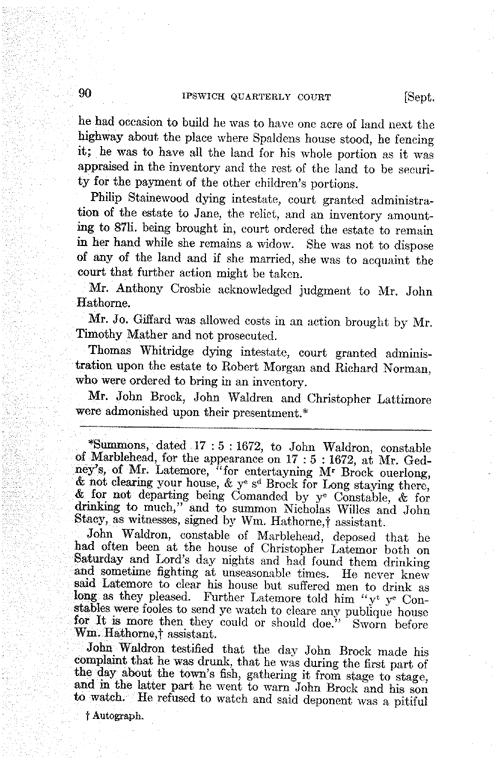 90 IPSWICH QUARTERLY COURT [Sept.
he had occasion to build he was to have one acre of land next the
highway about the place where Spaldens house stood, he fencing
it; he was to have all the land for his whole portion as it was
appraised in the inventory and the rest of the land to be securi-
ty for the payment of the other children's portions.
Philip Stainewood dying intestate, court granted administra-
tion of the estate to Jane, the relict, and an inventory amount-
ing to 87li. being brought in, court ordered the estate to remain
in her hand while she remains a widow. She was not to dispose
of any of the land and if she married, she was to acquaint the
court that further action might be taken.
Mr. Anthony Crosbie acknowledged judgment to Mr. John
Hathorne.
Mr. Jo. Giffard was allowed costs in an action brought by Mr.
Timothy Mather and not prosecuted.
Thomas Whitridge dying intestate, court granted adminis-
tration upon the estate to Robert Morgan and Richard Norman,
who were ordered to bring in an inventory.
Mr. John Brock, John Waldren and Christopher Lattimore
were admonished upon their presentment.*
*Summons, dated 17 : 5 : 1672, to John Waldron, constable
of Marblehead, for the appearance on 17 : 5 : 1672, at Mr. Ged-
ney's, of Mr. Latemore, "for entertayning Mʳ Brock ouerlong,
& not clearing your house, & yᵉ sᵈ Brock for Long staying there,
& for not departing being Comanded by yᵉ Constable, & for
drinking to much," and to summon Nicholas Willes and John
Stacy, as witnesses, signed by Wm. Hathorne,† assistant.
John Waldron, constable of Marblehead, deposed that he
had often been at the house of Christopher Latemor both on
Saturday and Lord's day nights and had found them drinking
and sometime fighting at unseasonable times. He never knew
said Latemore to clear his house but suffered men to drink as
long as they pleased. Further Latemore told him "yᵗ yᵉ Con-
stables were fooles to send ye watch to cleare any publique house
for It is more then they could or should doe." Sworn before
Wm. Hathorne,† assistant.
John Waldron testified that the day John Brock made his
complaint that he was drunk, that he was during the first part of
the day about the town's fish, gathering it from stage to stage,
and in the latter part he went to warn John Brock and his son
to watch. He refused to watch and said deponent was a pitiful
† Autograph.